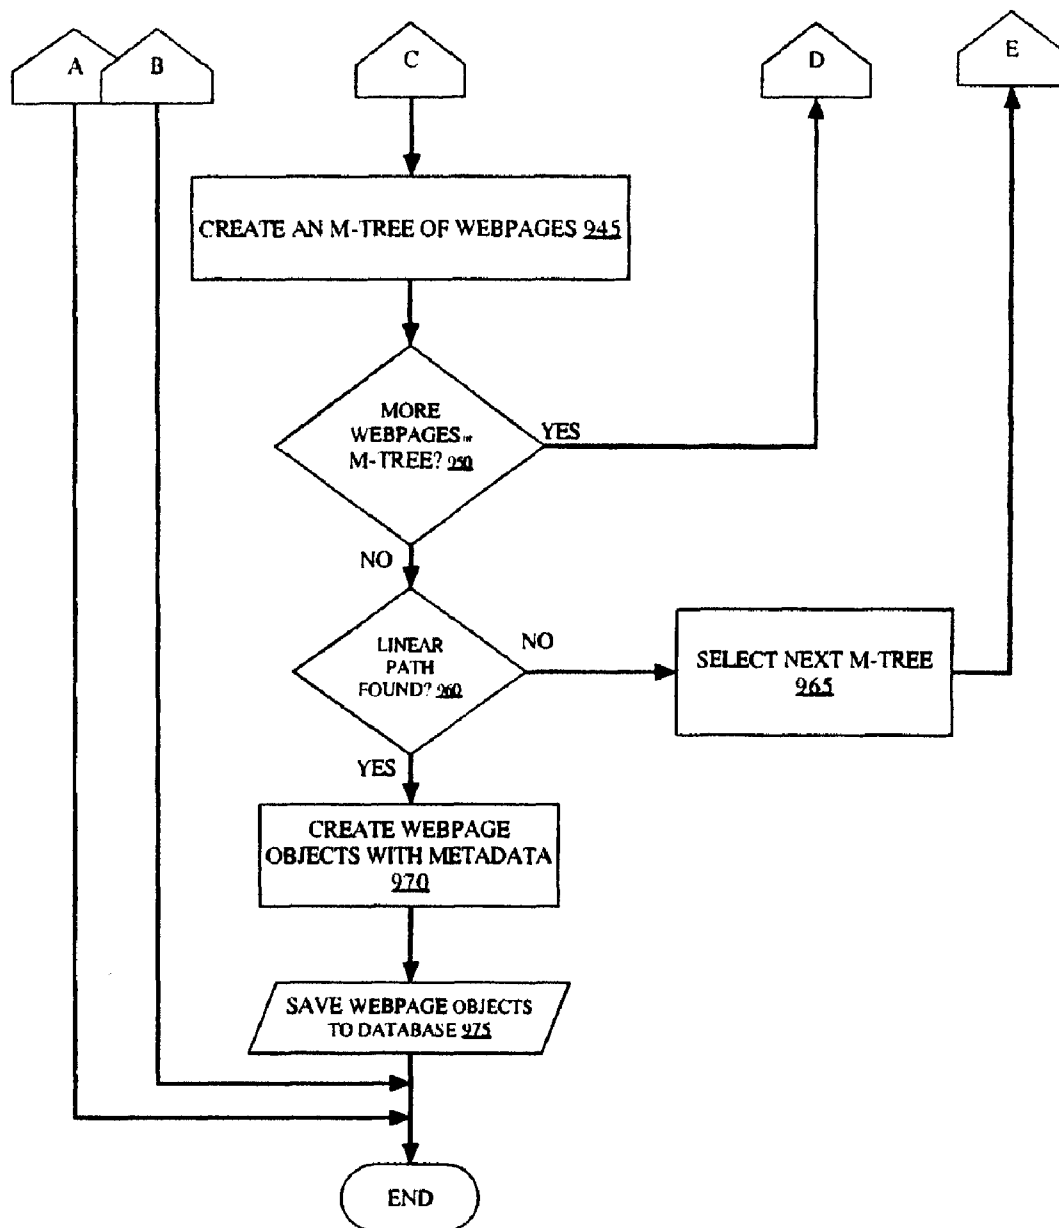 A
B
C
D
E
CREATE AN M-TREE OF WEBPAGES 945
MORE
WEBPAGES or
M-TREE? 950
YES
NO
LINEAR
PATH
FOUND? 960
NO
SELECT NEXT M-TREE
965
YES
CREATE WEBPAGE
OBJECTS WITH METADATA
970
SAVE WEBPAGE OBJECTS
TO DATABASE 975
END